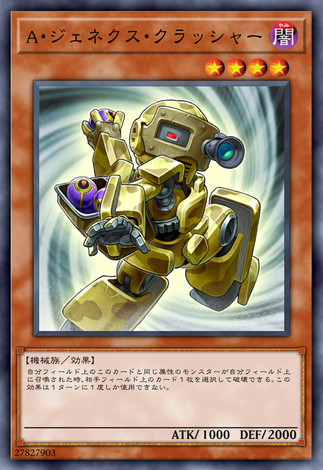 A・ジェネクス・クラッシャー
闇
やみ
【機械族／効果】
自分フィールド上のこのカードと同じ属性のモンスターが自分フィールド上
に召喚された時、相手フィールド上のカード１枚を選択して破壊できる。この
効果は１ターンに１度しか使用できない。
ATK/1000 DEF/2000
27827903